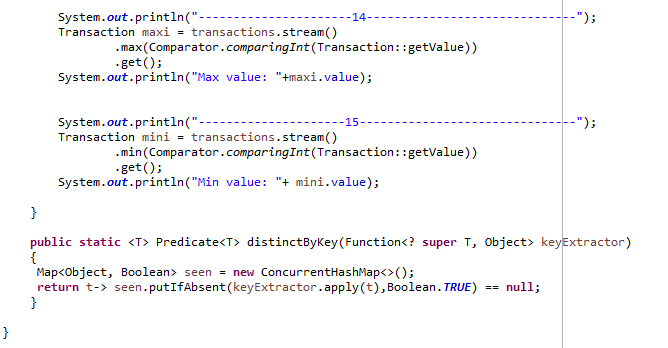 System.out.println("----------------------14------------------------------");
Transaction maxi = transactions.stream()
.max(Comparator.comparingInt(Transaction::getValue))
.get();
System.out.println("Max value: "+maxi.value);
System.out.println("---------------------15-------------------------------");
Transaction mini = transactions.stream()
.min(Comparator.comparingInt(Transaction::getValue))
.get();
System.out.println("Min value: "+ mini.value);
}
public static <T> Predicate<T> distinctByKey(Function<? super T, Object> keyExtractor)
{
Map<Object, Boolean> seen = new ConcurrentHashMap<>();
return t-> seen.putIfAbsent(keyExtractor.apply(t),Boolean.TRUE) == null;
}
}